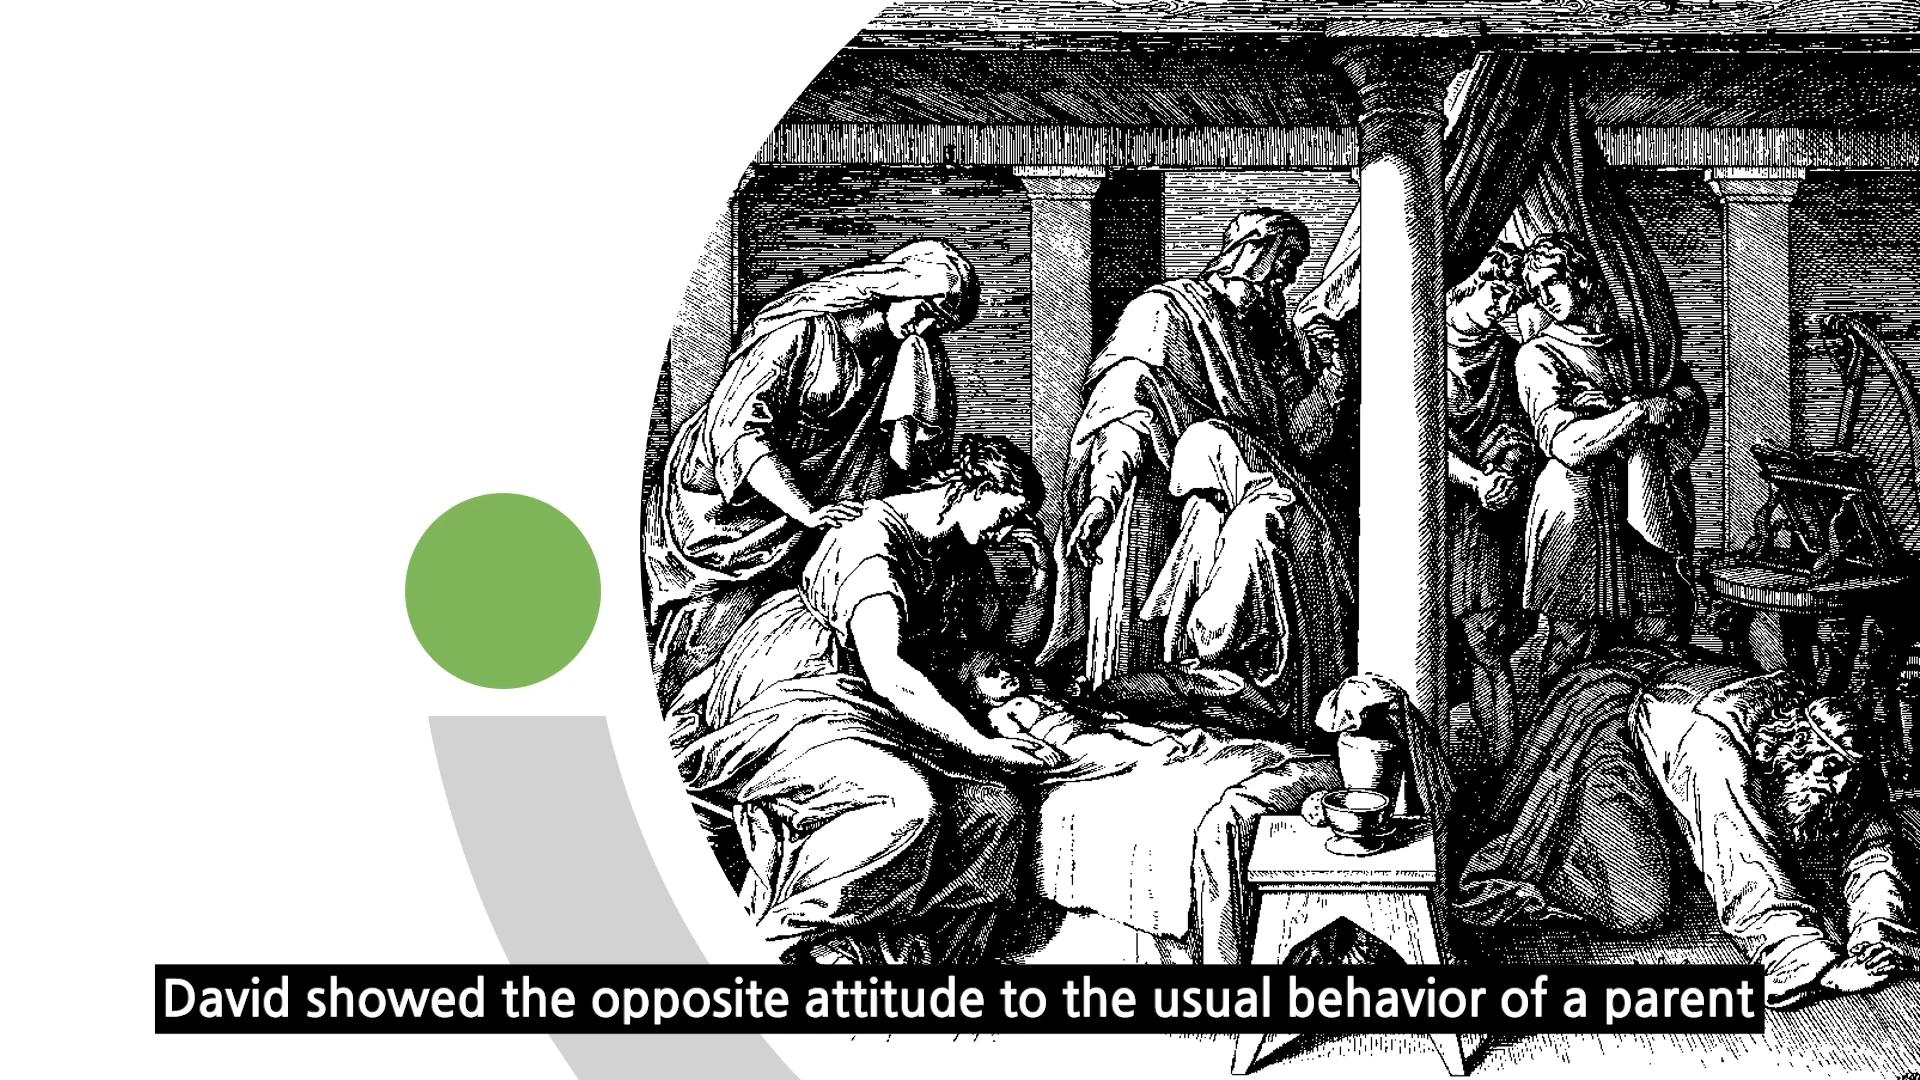 David showed the opposite attitude to the usual behavior of a parent